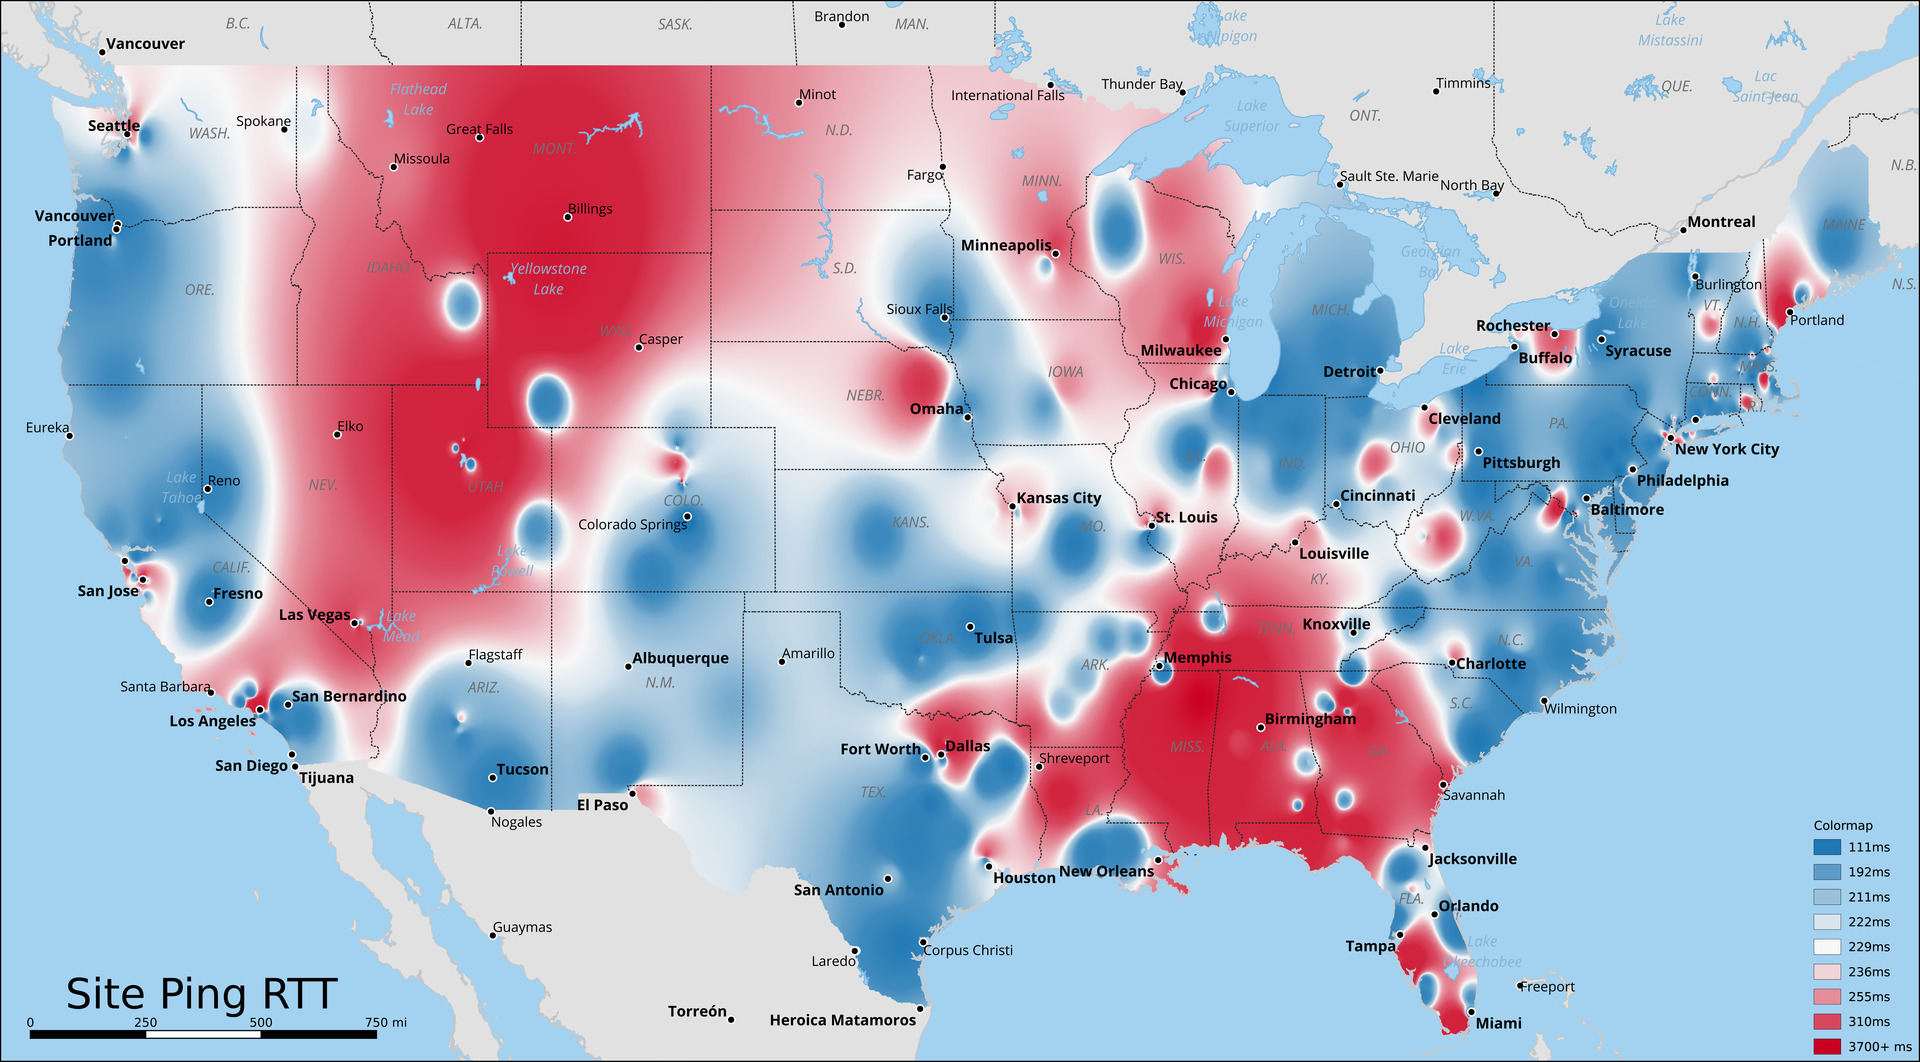 B.C.
ALTA.
SASK.
Brandon
MAN.
Lake
Nipigon
Lake
Mistassini
Vancouver
Flathead
Lake
Minot
International Falls
Thunder Bay
Timmins
QUE.
Lac
Saint-Jean
Lake
Superior
ONT.
Seattle
WASH.
Spokane
Great Falls
MONT.
N.D.
Missoula
Fargo
MINN.
Sault Ste. Marie
North Bay
N.B.
Vancouver
Portland
Billings
Montreal
MAINE
Minneapolis
WIS.
Georgian
Bay
IDAHO
Yellowstone
Lake
S.D.
ORE.
Burlington
N.S.
Sioux Falls
Lake
Michigan
MICH.
Oneida
Lake
VT.
N.H.
Portland
WYO.
Casper
Milwaukee
Rochester
Buffalo
Syracuse
Lake
Erie
MASS.
IOWA
Detroit
Chicago
NEBR.
Omaha
CONN.
R.I.
Cleveland
Eureka
Elko
PA.
OHIO
New York City
ILL.
IND.
Pittsburgh
Lake
Tahoe
Reno
NEV.
UTAH
COLO.
Philadelphia
Kansas City
Cincinnati
Baltimore
Colorado Springs
KANS.
MO.
St. Louis
W.VA.
Lake
Powell
Louisville
VA.
CALIF.
KY.
San Jose
Fresno
Las Vegas
Lake
Mead
OKLA.
Tulsa
TENN.
Knoxville
N.C.
Flagstaff
Albuquerque
Amarillo
ARK.
Memphis
Charlotte
Santa Barbara
San Bernardino
ARIZ.
N.M.
S.C.
Wilmington
Los Angeles
Birmingham
Fort Worth
Dallas
MISS.
ALA.
GA.
San Diego
Tijuana
Tucson
Shreveport
El Paso
TEX.
LA.
Savannah
Nogales
Colormap
111ms
Jacksonville
Houston
New Orleans
192ms
San Antonio
FLA.
211ms
Orlando
222ms
Guaymas
Tampa
Lake
Okeechobee
229ms
Corpus Christi
Laredo
236ms
Freeport
Site Ping RTT
255ms
Torreón
Heroica Matamoros
Miami
310ms
0 250 500 750 mi
3700+ ms